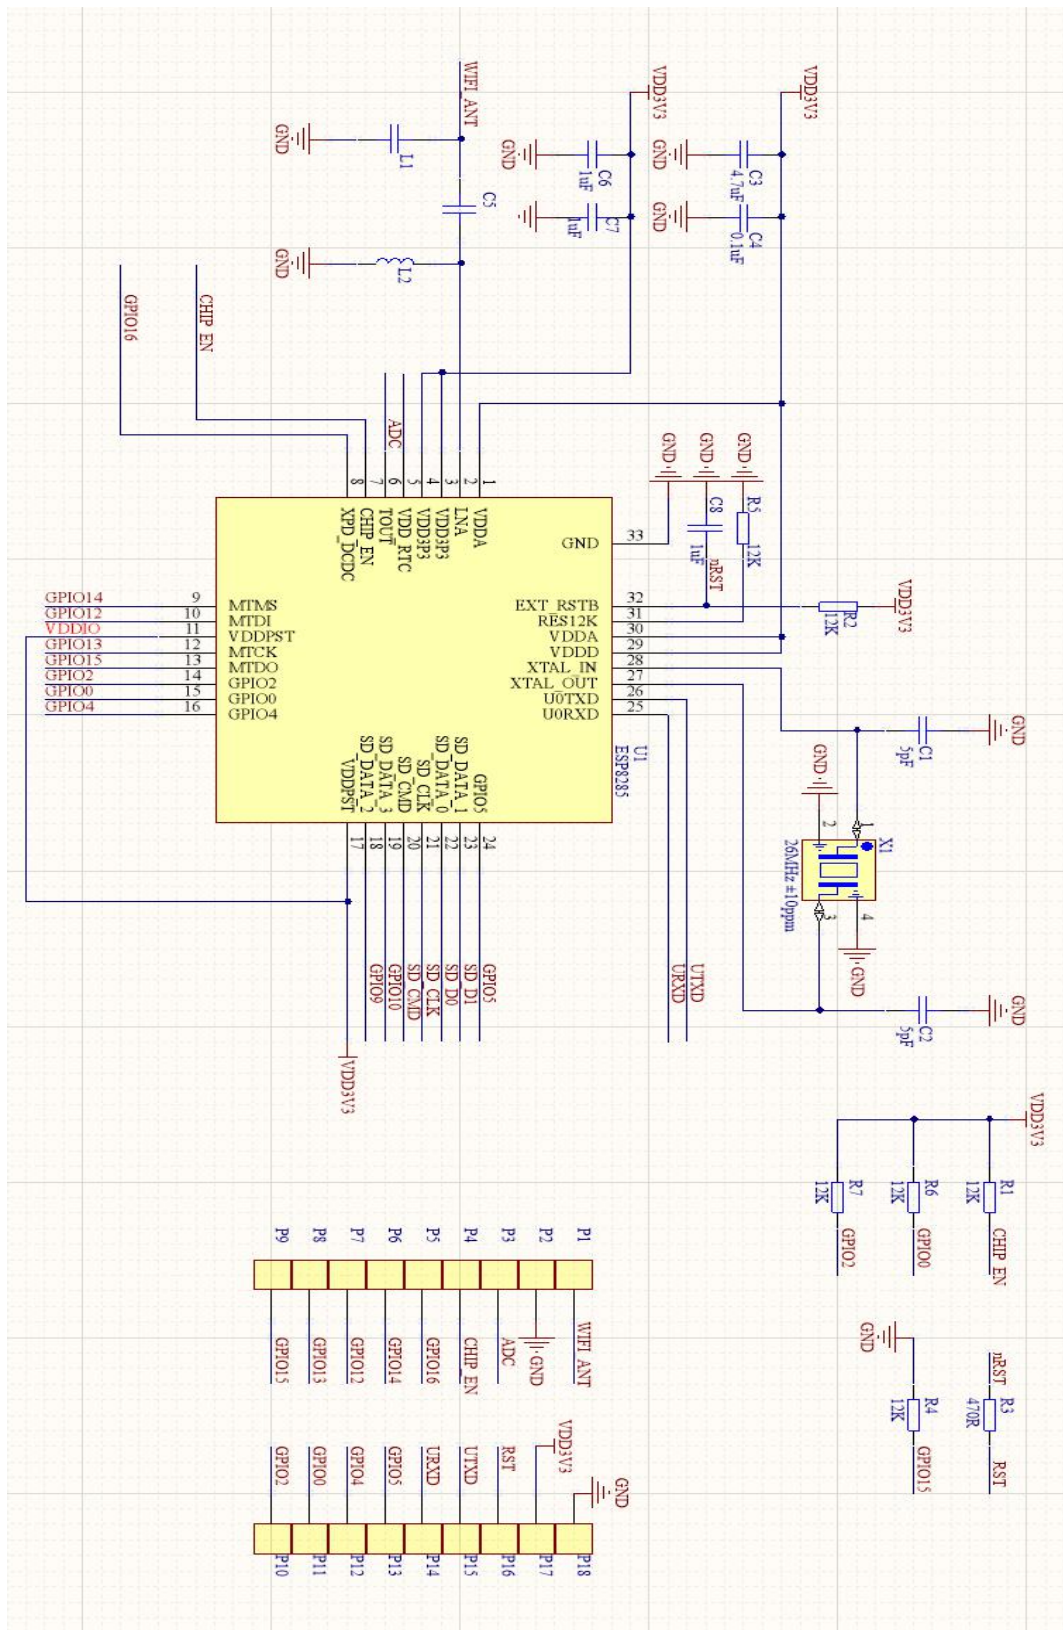 VDD3V3
VDD3V3
WIFI_ANT
GND
L1
GND
C6
1uF
GND
C3
4.7uF
C5
C7
1uF
GND
C4
0.1uF
GND
L2
GPIO16
CHIP_EN
ADC
GND
GND
GND
8
7
6
5
4
3
2
1
XPD_DCDC
CHIP_EN
TOUT
VDD_RTC
VDD3P3
VDD3P3
LNA
VDDA
C8
1uF
R5
12K
nRST
GND
33
GPIO14
9
MTMS
EXT_RSTB
32
R2
12K
VDD3V3
GPIO12
10
MTDI
RES12K
31
VDDIO
11
VDDPST
VDDA
30
GPIO13
12
MTCK
VDDD
29
GPIO15
13
MTDO
XTAL_IN
28
GPIO2
14
GPIO2
XTAL_OUT
27
GPIO0
15
GPIO0
U0TXD
26
GPIO4
16
GPIO4
U0RXD
25
VDDPST
SD_DATA_2
SD_DATA_3
SD_CMD
SD_CLK
SD_DATA_0
SD_DATA_1
GPIO5
U1
ESP8285
17
18
19
20
21
22
23
24
C1
5pF
GND
GND
2
1
X1
26MHz ±10ppm
3
4
GND
GPIO9
GPIO10
SD_CMD
SD_CLK
SD_D0
SD_D1
GPIO5
URXD
UTXD
C2
5pF
GND
VDD3V3
VDD3V3
R7
12K
R6
12K
R1
12K
GPIO2
GPIO0
CHIP_EN
P9
P8
P7
P6
P5
P4
P3
P2
P1
GPIO15
GPIO13
GPIO12
GPIO14
GPIO16
CHIP_EN
ADC
GND
WIFI_ANT
GND
nRST
R4
12K
R3
470R
GPIO15
RST
GPIO2
GPIO0
GPIO4
GPIO5
URXD
UTXD
RST
VDD3V3
GND
P10
P11
P12
P13
P14
P15
P16
P17
P18